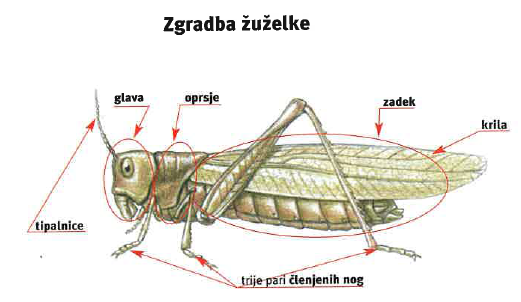 Zgradba žuželke
glava
oprsje
zadek
krila
tipalnice
trije pari členjenih nog